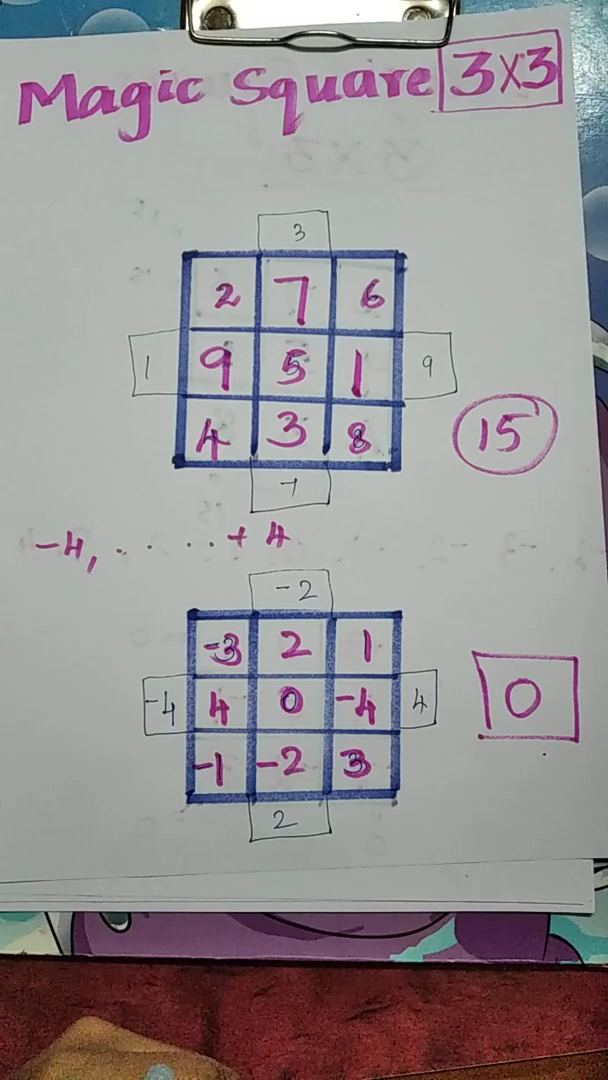 Magic Square 3x3
3
2 7 6
1 9 5 1 9
4 3 8
15
7
-4, . . . . . + 4
-2
-3 2 1
-4 4 0 -4 4
0
-1 -2 3
2